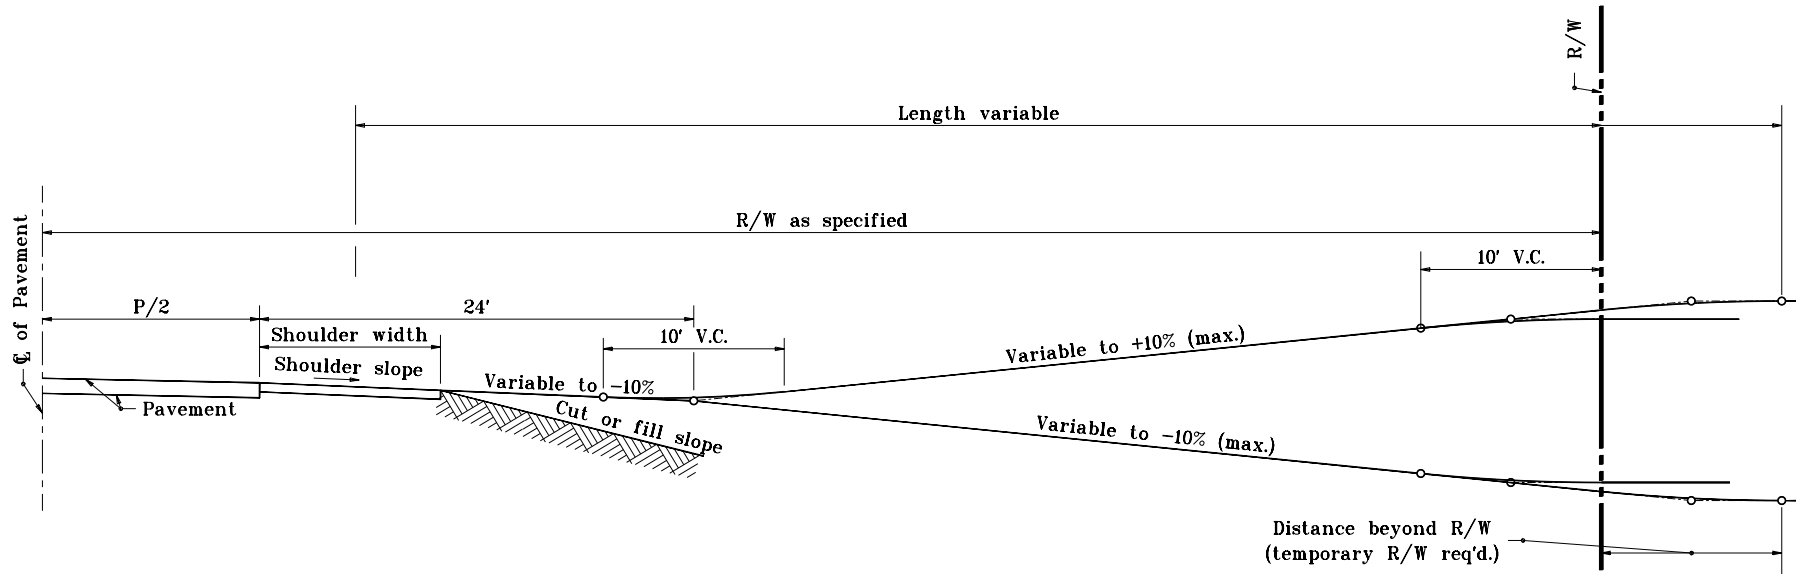 R/W
Length variable
R/W as specified
10' V.C.
℄ of Pavement
P/2
24'
Shoulder width
10' V.C.
Shoulder slope
Variable to -10%
Variable to +10% (max.)
Pavement
Cut or fill slope
Variable to -10% (max.)
Distance beyond R/W
(temporary R/W req'd.)